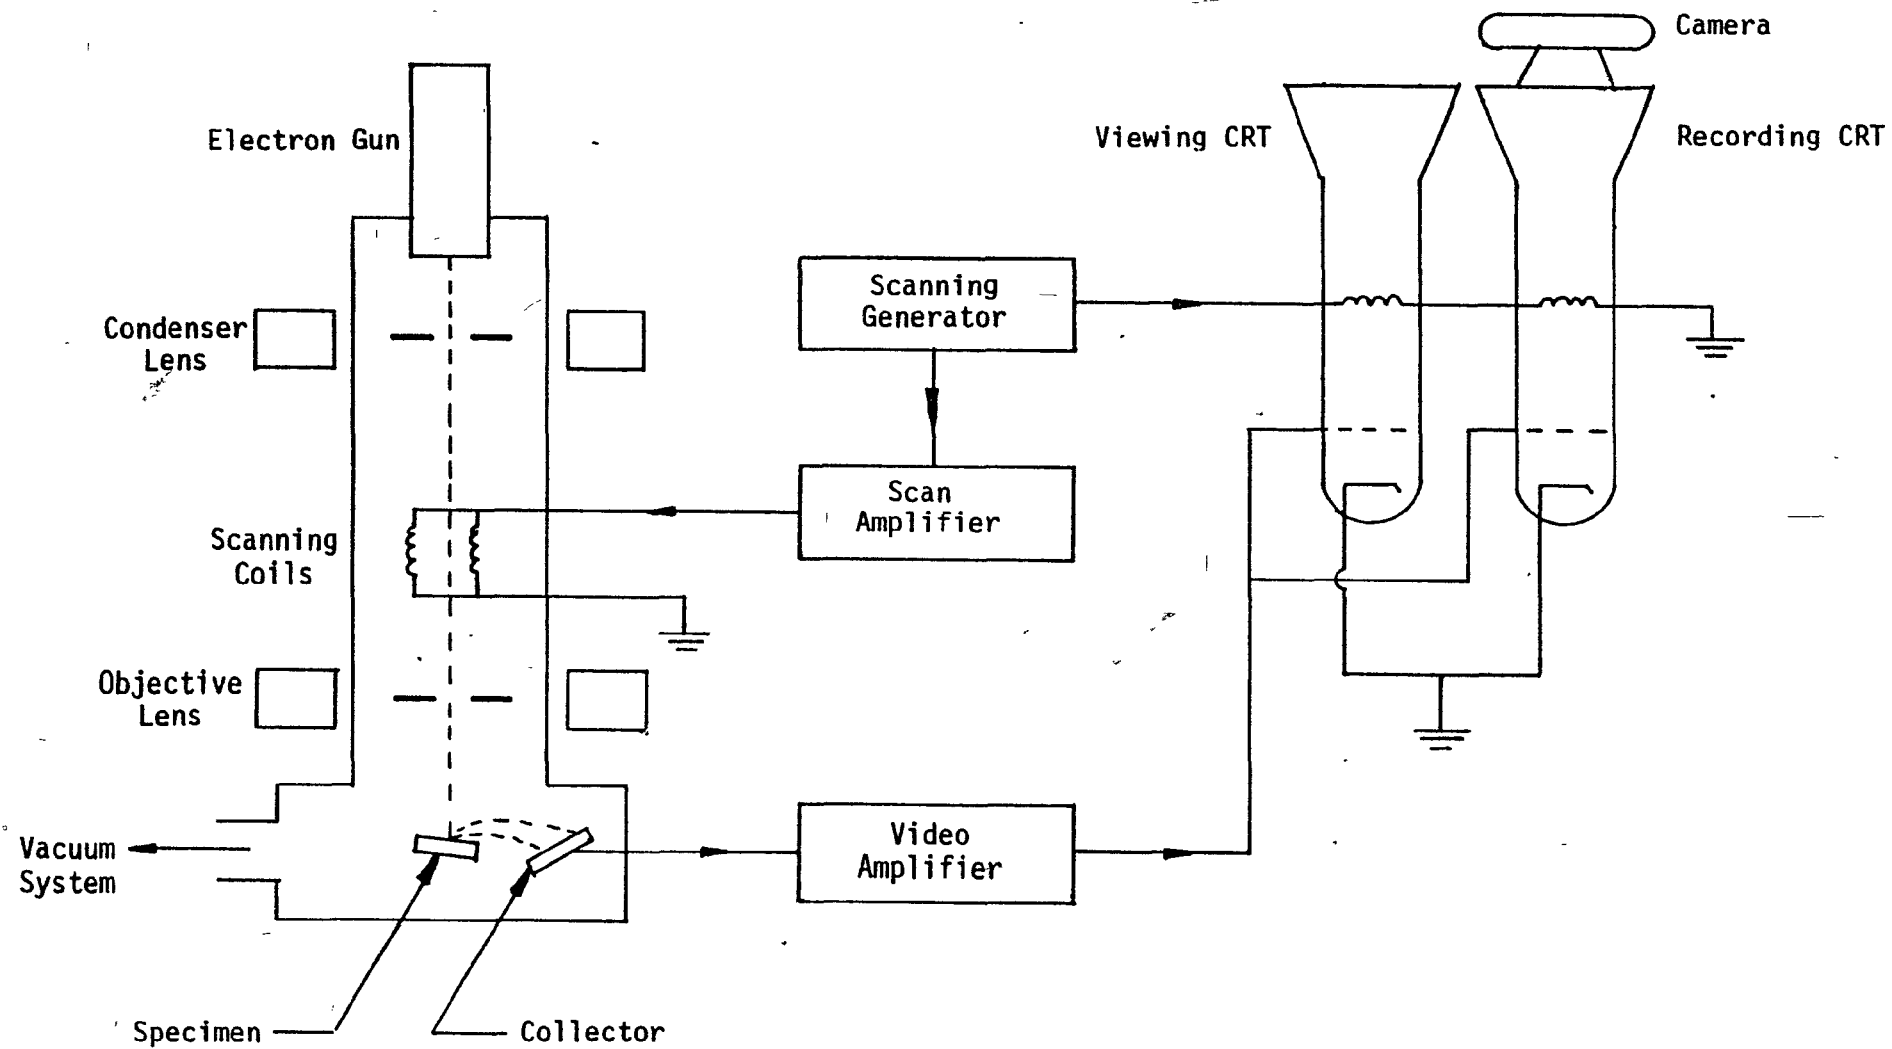 Camera
Electron Gun
Viewing CRT
Recording CRT
Scanning
Generator
Condenser
Lens
Scan
Amplifier
Scanning
Coils
Objective
Lens
Vacuum
System
Video
Amplifier
Specimen
Collector